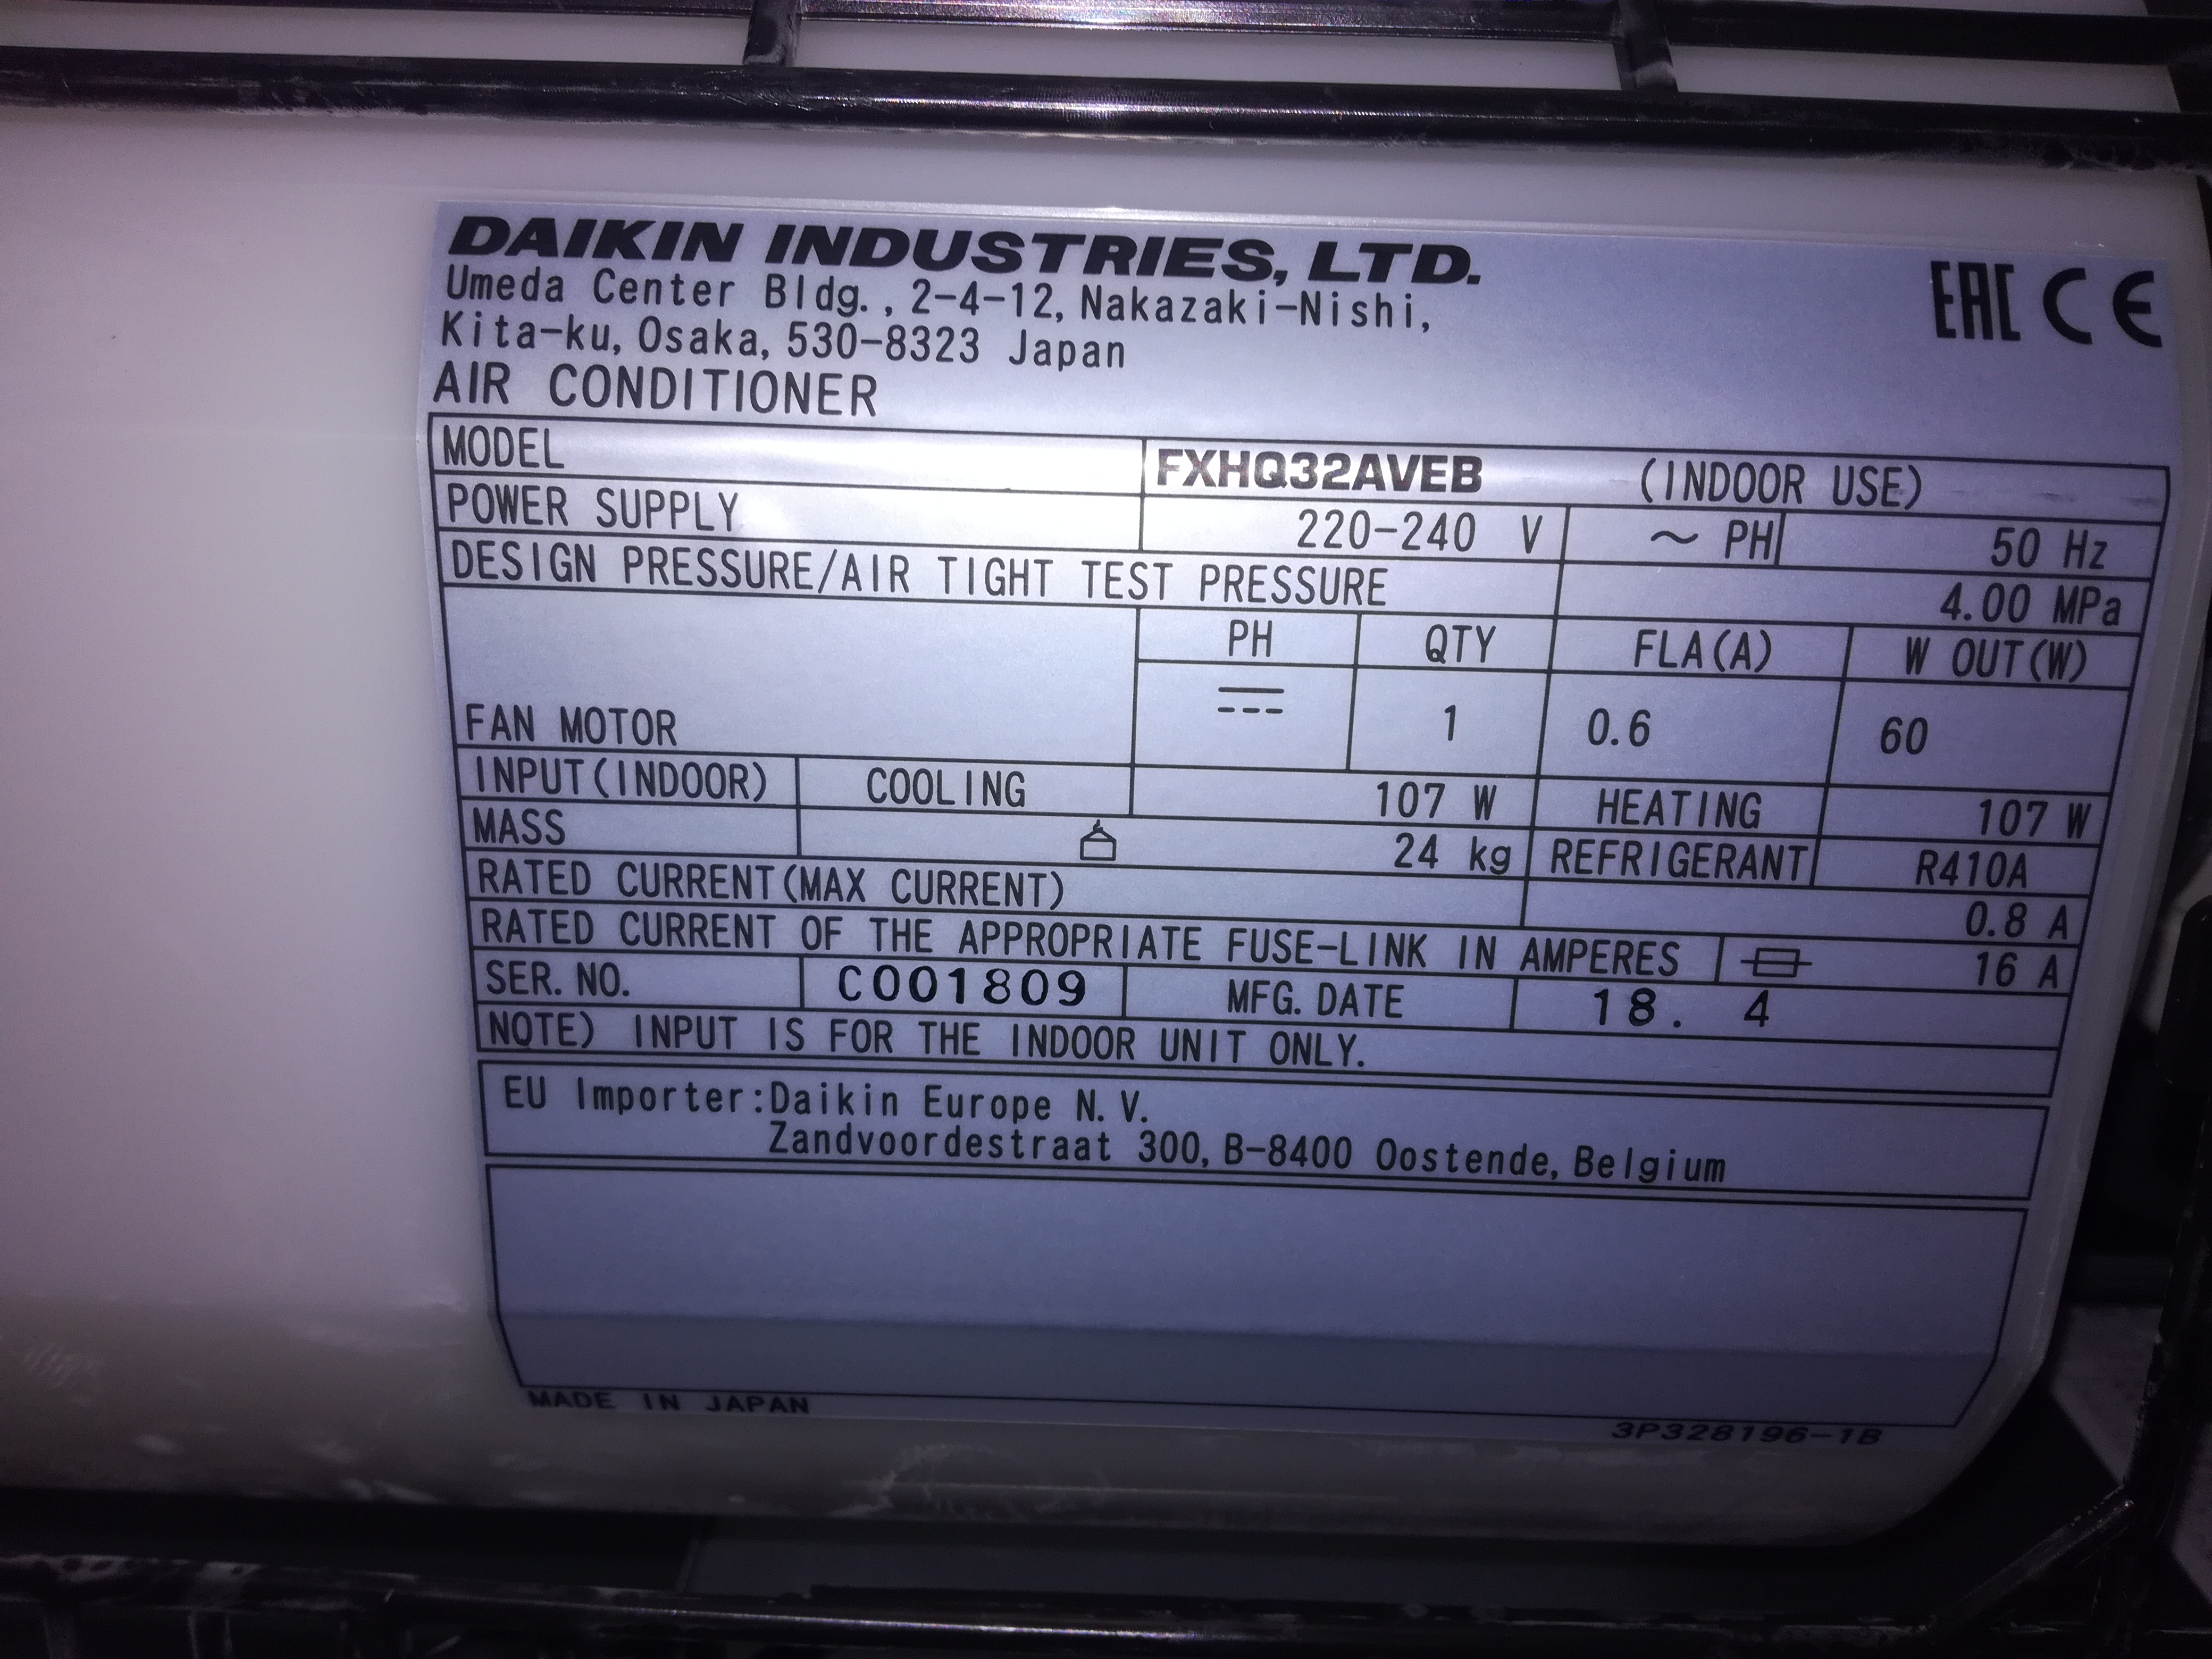 DAIKIN INDUSTRIES, LTD.
Umeda Center Bldg., 2-4-12, Nakazaki-Nishi,
Kita-ku, Osaka, 530-8323 Japan
EAC CE
AIR CONDITIONER
MODEL FXHQ32AVEB (INDOOR USE)
POWER SUPPLY 220-240 V ~ PH 50 Hz
DESIGN PRESSURE/AIR TIGHT TEST PRESSURE 4.00 MPa
PH QTY FLA(A) W OUT(W)
FAN MOTOR 1 0.6 60
INPUT(INDOOR) COOLING 107 W HEATING 107 W
MASS 24 kg REFRIGERANT R410A
RATED CURRENT(MAX CURRENT) 0.8 A
RATED CURRENT OF THE APPROPRIATE FUSE-LINK IN AMPERES 16 A
SER. NO. C001809 MFG. DATE 18. 4
NOTE) INPUT IS FOR THE INDOOR UNIT ONLY.
EU Importer:Daikin Europe N. V.
Zandvoordestraat 300, B-8400 Oostende, Belgium
MADE IN JAPAN
3P328196-1B